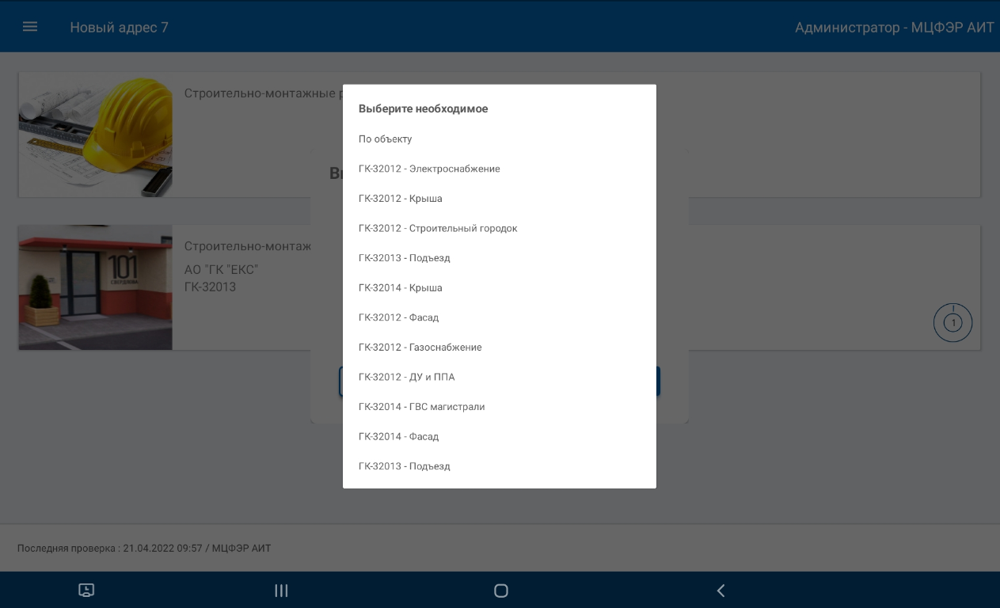 Новый адрес 7
Администратор - МЦФЭР АИТ
Строительно-монтажные
Выберите необходимое
По объекту
ГК-32012 - Электроснабжение
ГК-32012 - Крыша
ГК-32012 - Строительный городок
ГК-32013 - Подъезд
ГК-32014 - Крыша
ГК-32012 - Фасад
ГК-32012 - Газоснабжение
ГК-32012 - ДУ и ППА
ГК-32014 - ГВС магистрали
ГК-32014 - Фасад
ГК-32013 - Подъезд
101
Строительно-монтаж
АО "ГК "ЕКС"
ГК-32013
1
Последняя проверка : 21.04.2022 09:57 / МЦФЭР АИТ